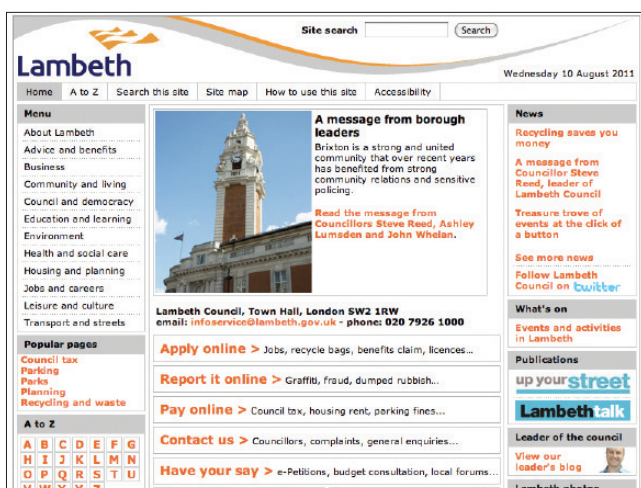 Lambeth
Site search
Search
Wednesday 10 August 2011
Home A to Z Search this site Site map How to use this site Accessibility
Menu
About Lambeth
Advice and benefits
Business
Community and living
Council and democracy
Education and learning
Environment
Health and social care
Housing and planning
Jobs and careers
Leisure and culture
Transport and streets
Popular pages
Council tax
Parking
Parks
Planning
Recycling and waste
A to Z
A B C D E F G
H I J K L M N
O P Q R S T U
V W X Y Z
A message from borough
leaders
Brixton is a strong and united
community that over recent years
has benefited from strong
community relations and sensitive
policing.
Read the message from
Councillors Steve Reed, Ashley
Lumsden and John Whelan.
Lambeth Council, Town Hall, London SW2 1RW
email: infoservice@lambeth.gov.uk - phone: 020 7926 1000
Apply online > Jobs, recycle bags, benefits claim, licences...
Report it online > Graffiti, fraud, dumped rubbish...
Pay online > Council tax, housing rent, parking fines...
Contact us > Councillors, complaints, general enquiries...
Have your say > e-Petitions, budget consultation, local forums...
News
Recycling saves you
money
A message from
Councillor Steve
Reed, leader of
Lambeth Council
Treasure trove of
events at the click of
a button
See more news
Follow Lambeth
Council on twitter
What's on
Events and activities
in Lambeth
Publications
up your street
Lambeth talk
Leader of the council
View our
leader's blog
Lambeth photos